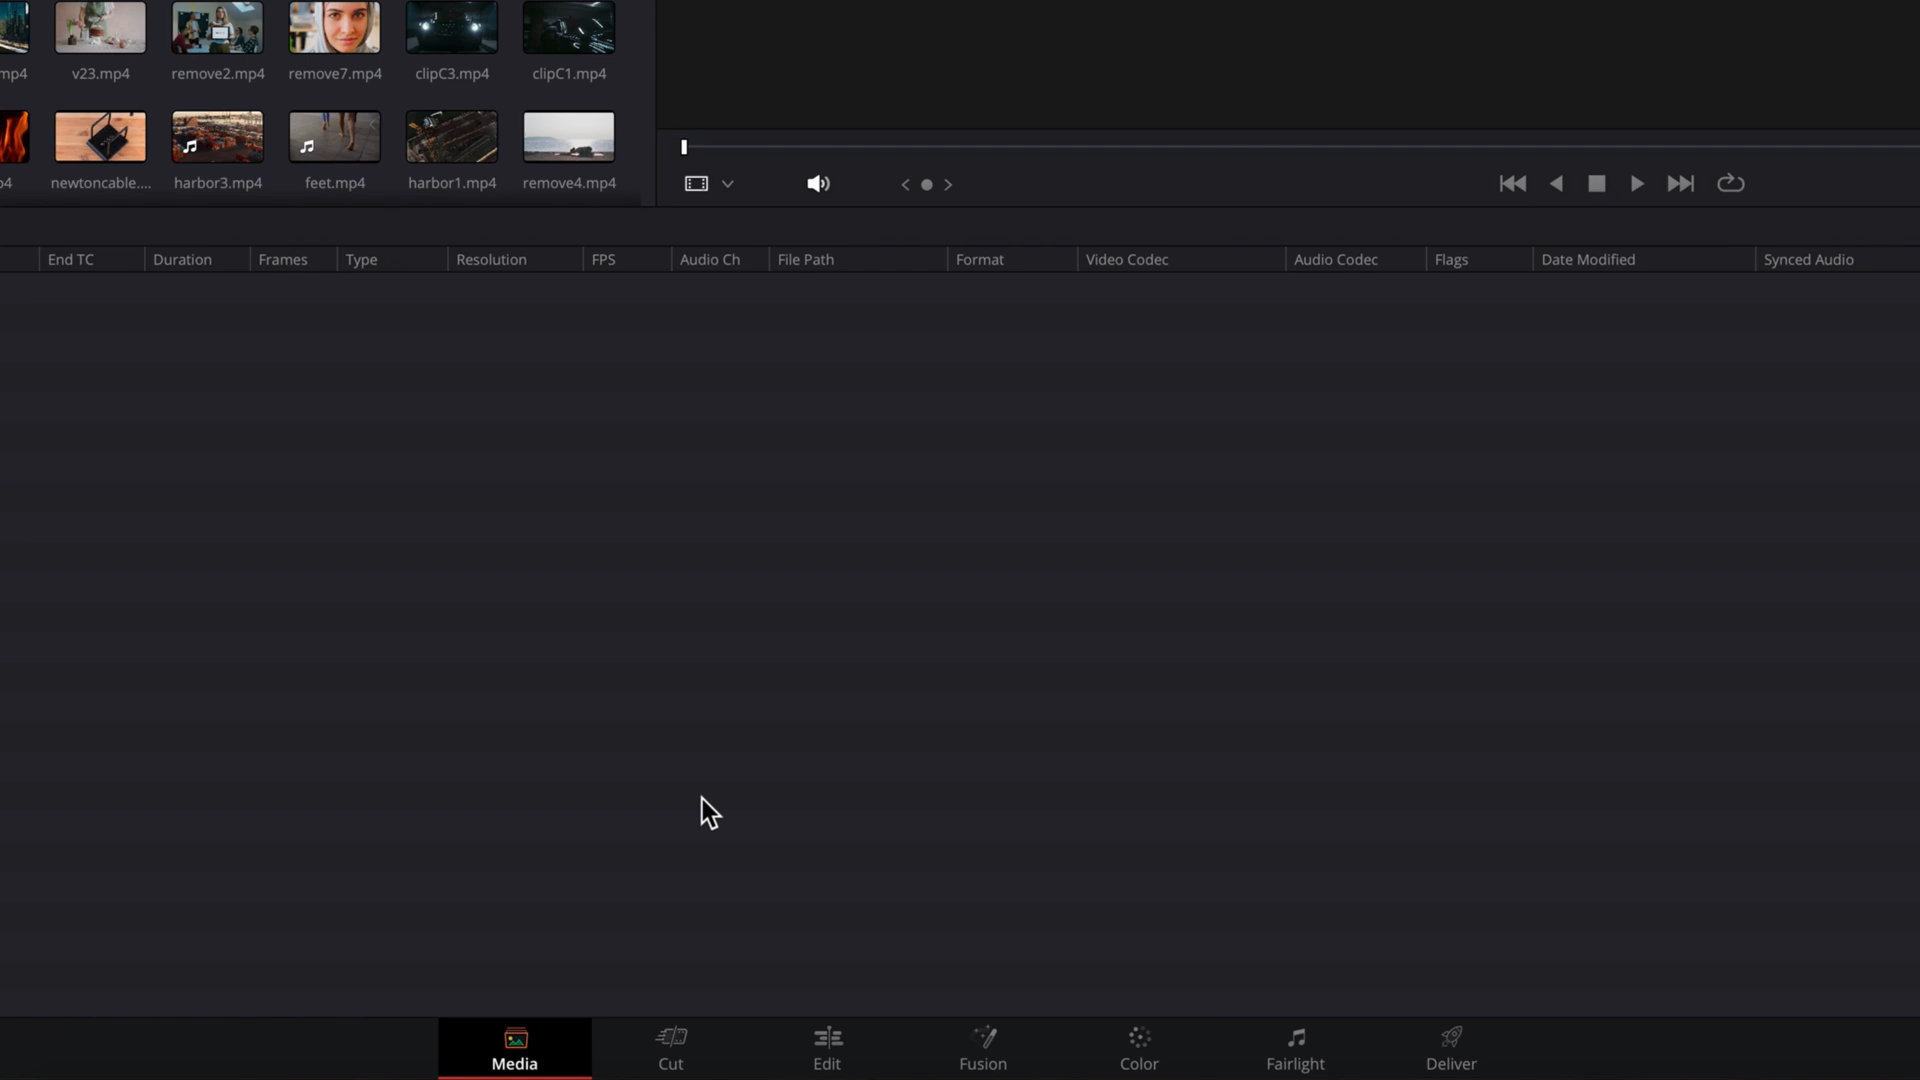 mp4 v23.mp4 remove2.mp4 remove7.mp4 clipC3.mp4 clipC1.mp4
p4 newtoncable.... harbor3.mp4 feet.mp4 harbor1.mp4 remove4.mp4
End TC Duration Frames Type Resolution FPS Audio Ch File Path Format Video Codec Audio Codec Flags Date Modified Synced Audio
Media Cut Edit Fusion Color Fairlight Deliver